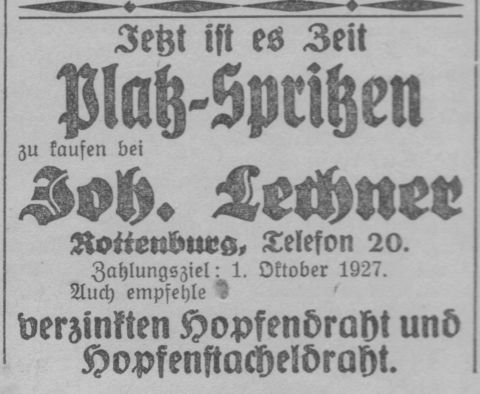 Jetzt ist es Zeit
Platz-Spritzen
zu kaufen bei
Joh. Lechner
Rottenburg, Telefon 20.
Zahlungsziel: 1. Oktober 1927.
Auch empfehle
verzinkten Hopfendraht und
Hopfenstacheldraht.